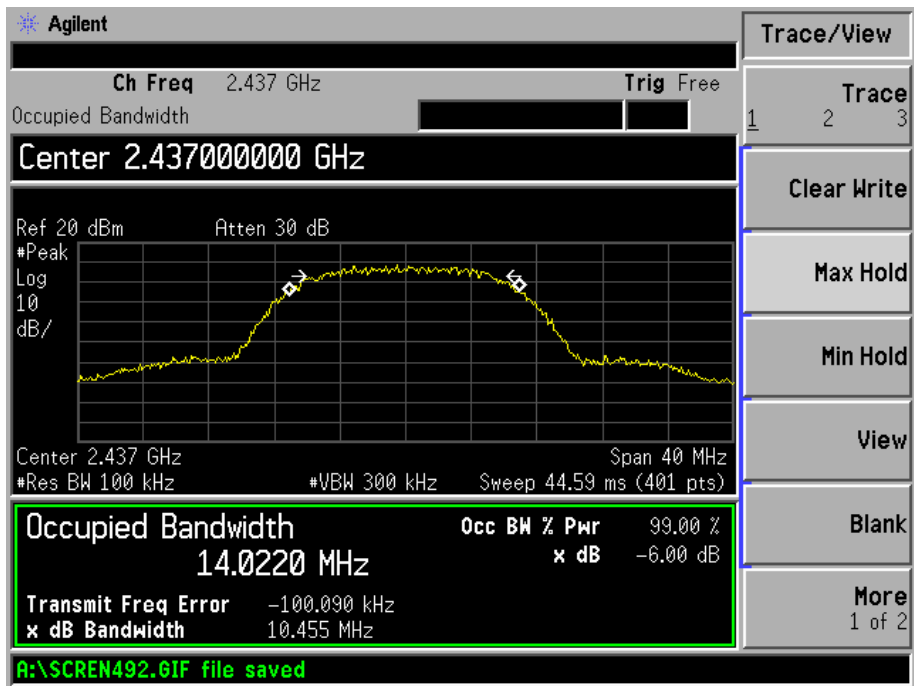 Agilent
Trace/View
Ch Freq 2.437 GHz Trig Free
Occupied Bandwidth
Trace
1 2 3
Center 2.437000000 GHz
Clear Write
Ref 20 dBm Atten 30 dB
#Peak
Log
10
dB/
Max Hold
Min Hold
View
Center 2.437 GHz Span 40 MHz
#Res BW 100 kHz #VBW 300 kHz Sweep 44.59 ms (401 pts)
Occupied Bandwidth Occ BW % Pwr 99.00 %
14.0220 MHz x dB -6.00 dB
Blank
Transmit Freq Error -100.090 kHz
x dB Bandwidth 10.455 MHz
More
1 of 2
A:\SCREN492.GIF file saved